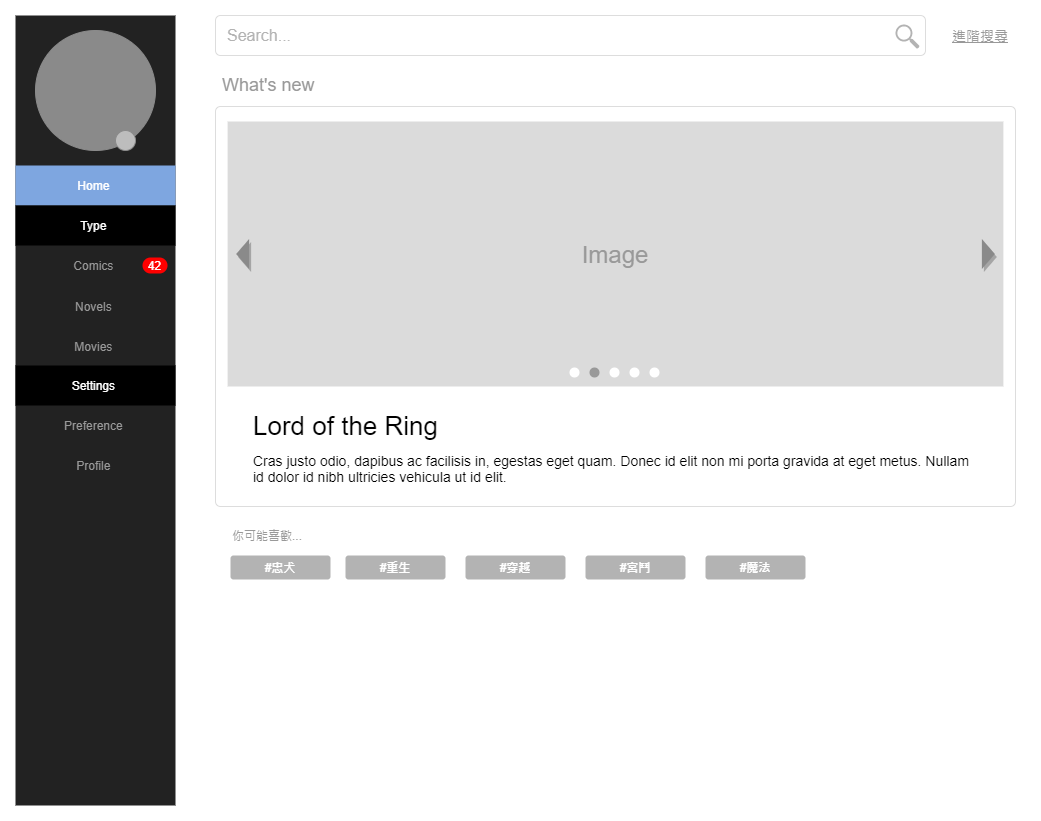 Search...
進階搜尋
What's new
Home
Type
Comics
42
Novels
Movies
Settings
Preference
Profile
Image
Lord of the Ring
Cras justo odio, dapibus ac facilisis in, egestas eget quam. Donec id elit non mi porta gravida at eget metus. Nullam
id dolor id nibh ultricies vehicula ut id elit.
你可能喜歡...
#忠犬
#重生
#穿越
#宮鬥
#魔法